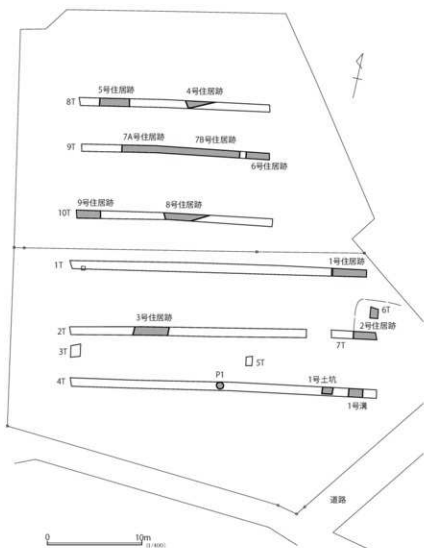 5号住居跡
4号住居跡
8T
7A号住居跡
7B号住居跡
9T
6号住居跡
9号住居跡
8号住居跡
10T
1号住居跡
1T
6T
3号住居跡
2号住居跡
2T
7T
3T
5T
P1
1号土坑
4T
1号溝
道路
0
10m
(1/400)